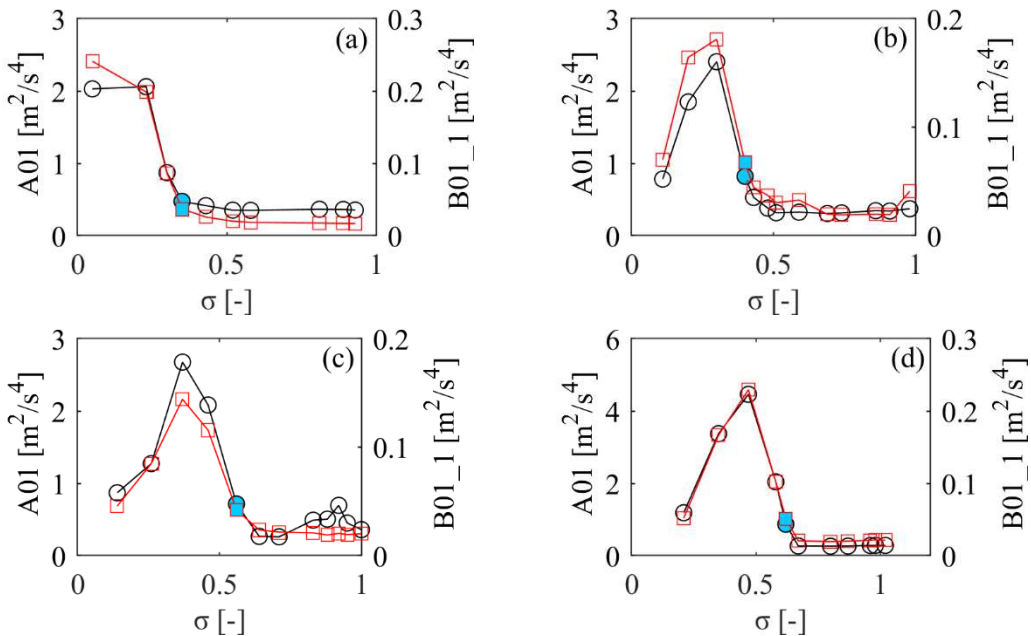 (a)
A01 [m²/s⁴]
3
2
1
0
0.3
0.2
0.1
0
B01_1 [m²/s⁴]
0
0.5
1
σ [-]
(b)
A01 [m²/s⁴]
3
2
1
0
0.2
0.1
0
B01_1 [m²/s⁴]
0
0.5
1
σ [-]
(c)
A01 [m²/s⁴]
3
2
1
0
0.2
0.1
0
B01_1 [m²/s⁴]
0
0.5
1
σ [-]
(d)
A01 [m²/s⁴]
6
4
2
0
0.3
0.2
0.1
0
B01_1 [m²/s⁴]
0
0.5
1
σ [-]